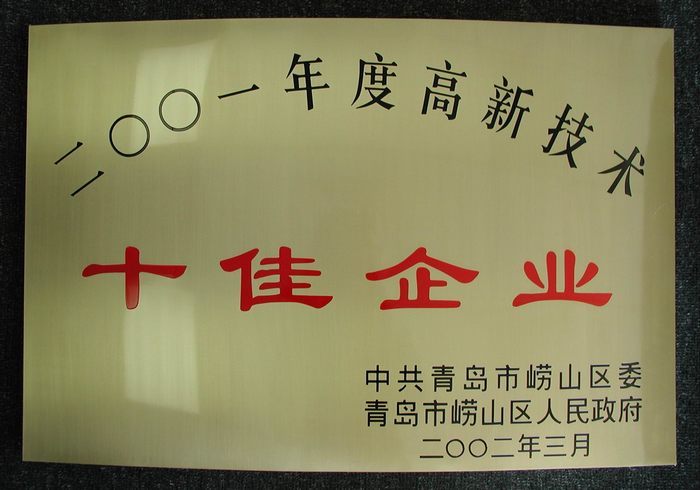 二〇〇一年度高新技术
十佳企业
中共青岛市崂山区委
青岛市崂山区人民政府
二〇〇二年三月